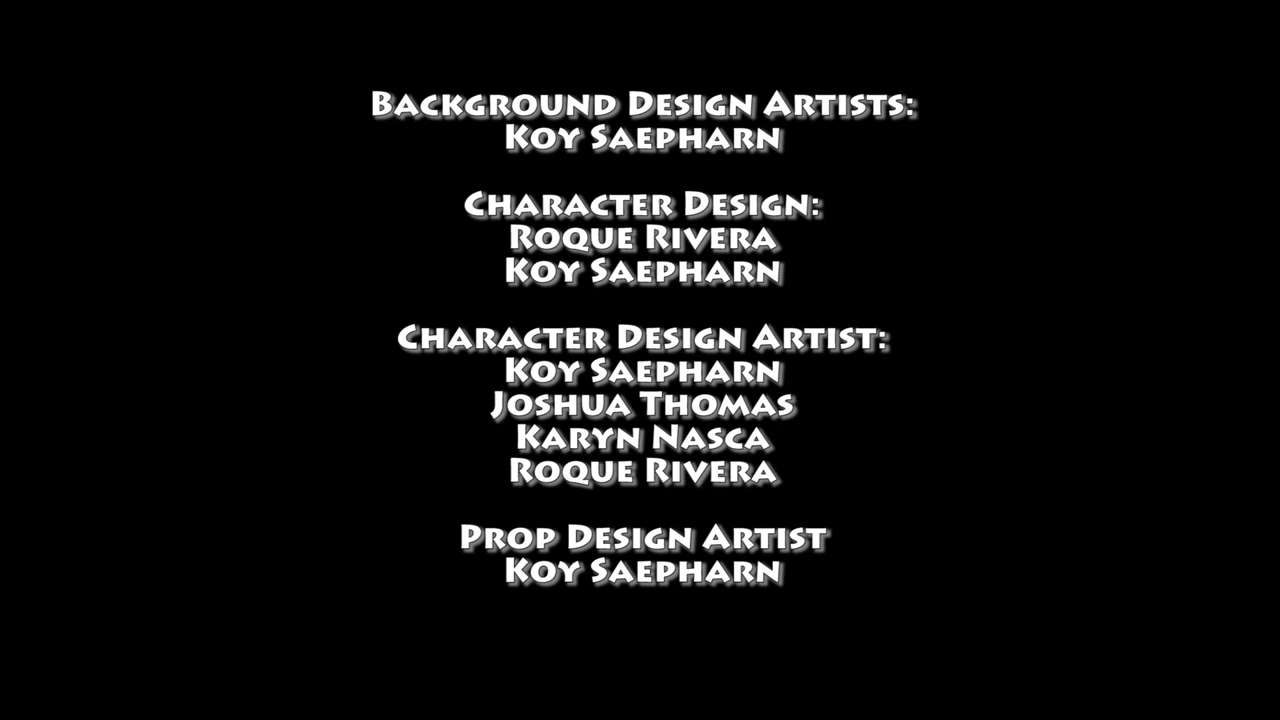 Background Design Artists:
Koy Saepharn
Character Design:
Roque Rivera
Koy Saepharn
Character Design Artist:
Koy Saepharn
Joshua Thomas
Karyn Nasca
Roque Rivera
Prop Design Artist
Koy Saepharn